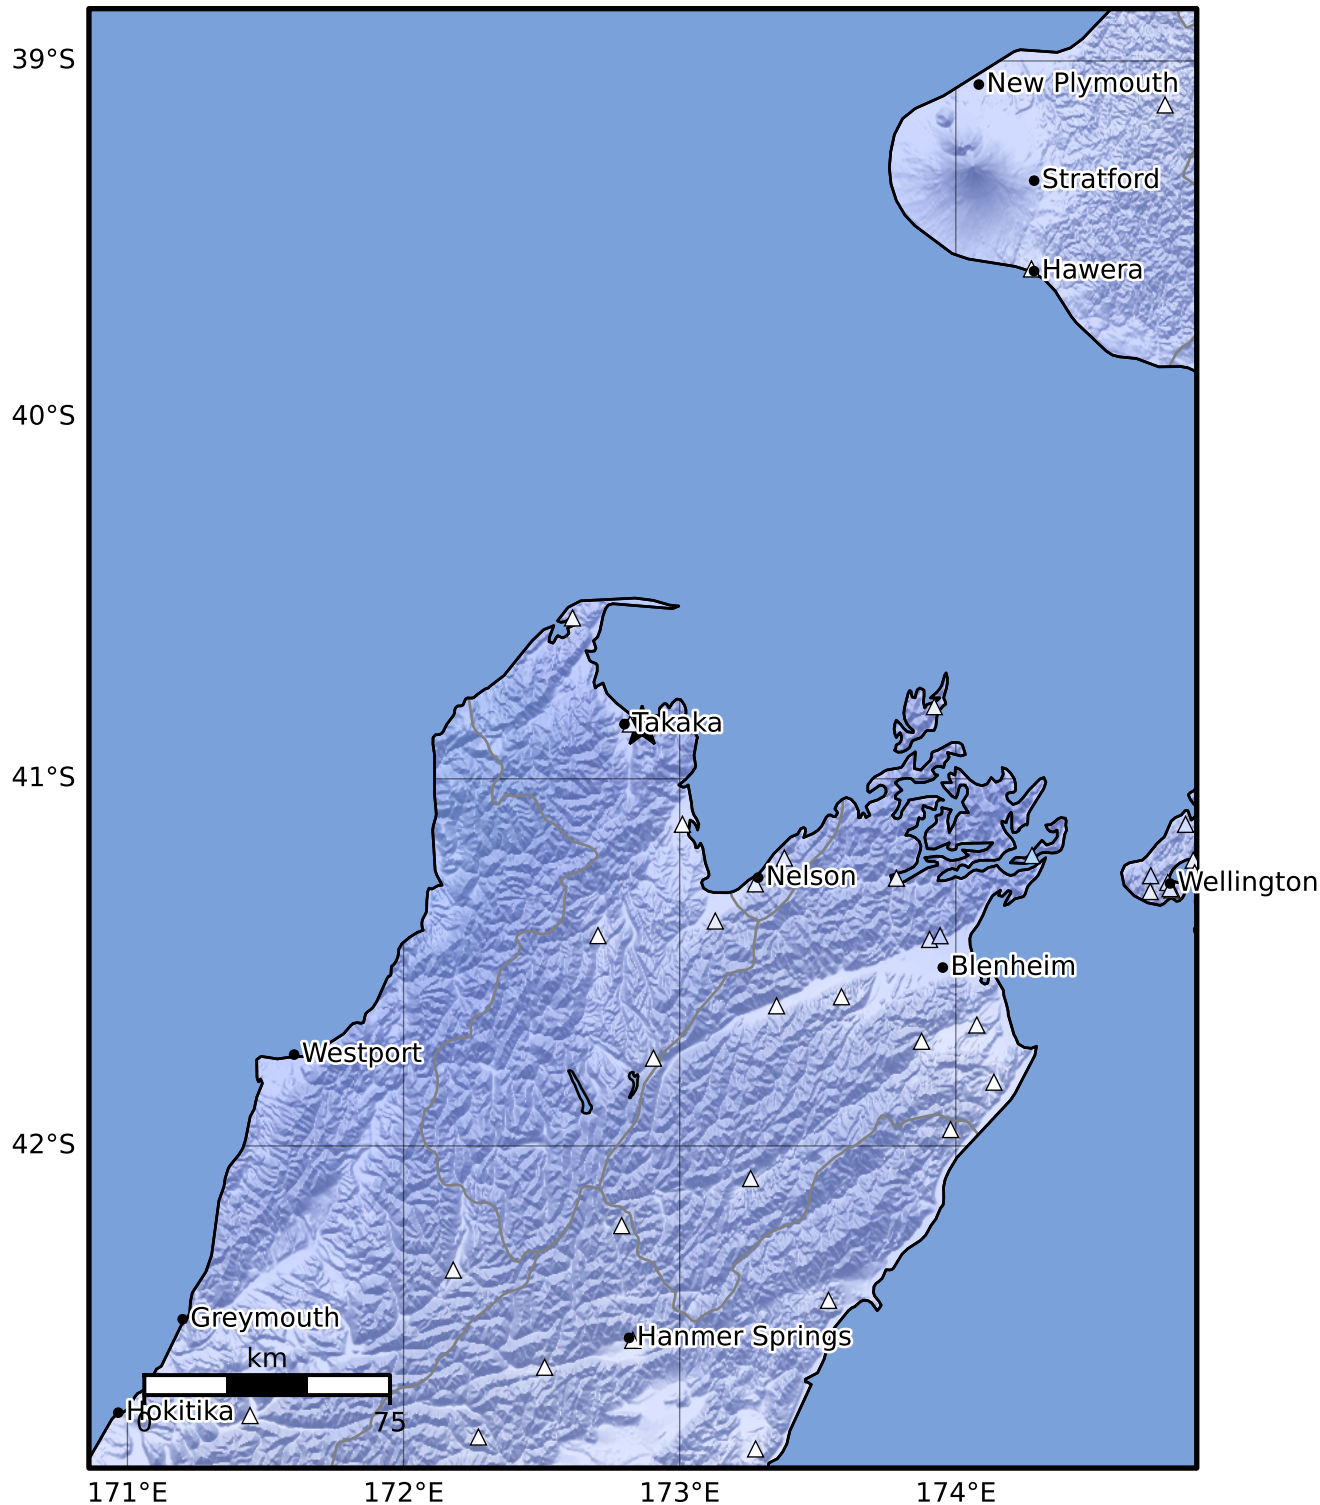 39°S
New Plymouth
Stratford
Hawera
40°S
Takaka
41°S
Nelson
Wellington
Blenheim
Westport
42°S
Greymouth
Hanmer Springs
km
Hokitika
0
75
171°E
172°E
173°E
174°E